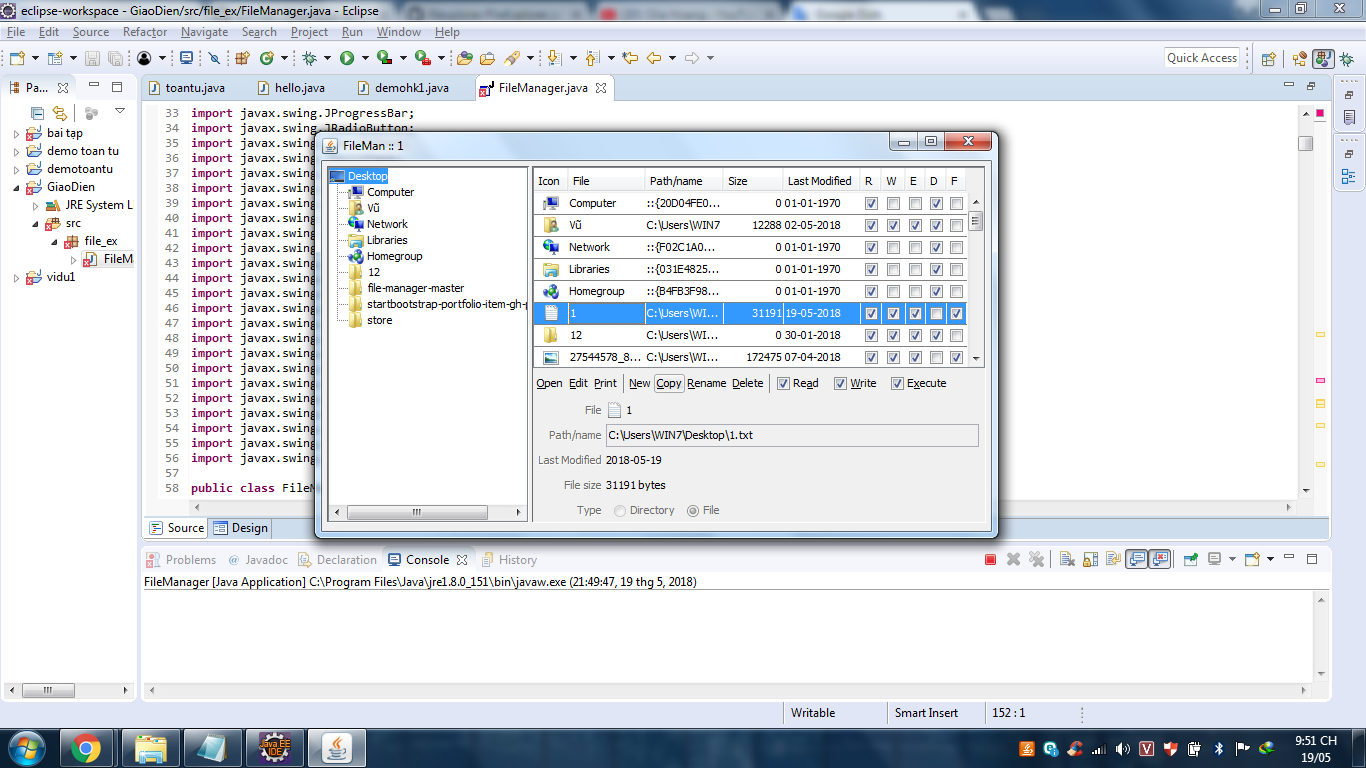 eclipse-workspace - GiaoDien/src/file_ex/FileManager.java - Eclipse
File Edit Source Refactor Navigate Search Project Run Window Help
Quick Access
Pa...
toantu.java hello.java demohk1.java FileManager.java
bai tạp
demo toan tu
demotoantu
GiaoDien
JRE System L
src
file_ex
FileM
vidu1
33 import javax.swing.JProgressBar;
34 import javax.swing.JRadioButton;
35 import javax.swing
36 import javax.swing
37 import javax.swing
38 import javax.swing
39 import javax.swing
40 import javax.swing
41 import javax.swing
42 import javax.swing
43 import javax.swing
44 import javax.swing
45 import javax.swing
46 import javax.swing
47 import javax.swing
48 import javax.swing
49 import javax.swing
50 import javax.swing
51 import javax.swing
52 import javax.swing
53 import javax.swing
54 import javax.swing
55 import javax.swing
56 import javax.swing
57
58 public class FileM
FileMan :: 1
Desktop
Computer
Vũ
Network
Libraries
Homegroup
12
file-manager-master
startbootstrap-portfolio-item-gh-p
store
Icon File Path/name Size Last Modified R W E D F
Computer ::{20D04FE0... 0 01-01-1970
Vũ C:\Users\WIN7 12288 02-05-2018
Network ::{F02C1A0... 0 01-01-1970
Libraries ::{031E4825... 0 01-01-1970
Homegroup ::{B4FB3F98... 0 01-01-1970
1 C:\Users\WI... 31191 19-05-2018
12 C:\Users\WI... 0 30-01-2018
27544578_8... C:\Users\WI... 172475 07-04-2018
Open Edit Print New Copy Rename Delete Read Write Execute
File 1
Path/name C:\Users\WIN7\Desktop\1.txt
Last Modified 2018-05-19
File size 31191 bytes
Type Directory File
Source Design
Problems @ Javadoc Declaration Console History
FileManager [Java Application] C:\Program Files\Java\jre1.8.0_151\bin\javaw.exe (21:49:47, 19 thg 5, 2018)
Writable Smart Insert 152 : 1
Java EE
IDE
V
9:51 CH
19/05